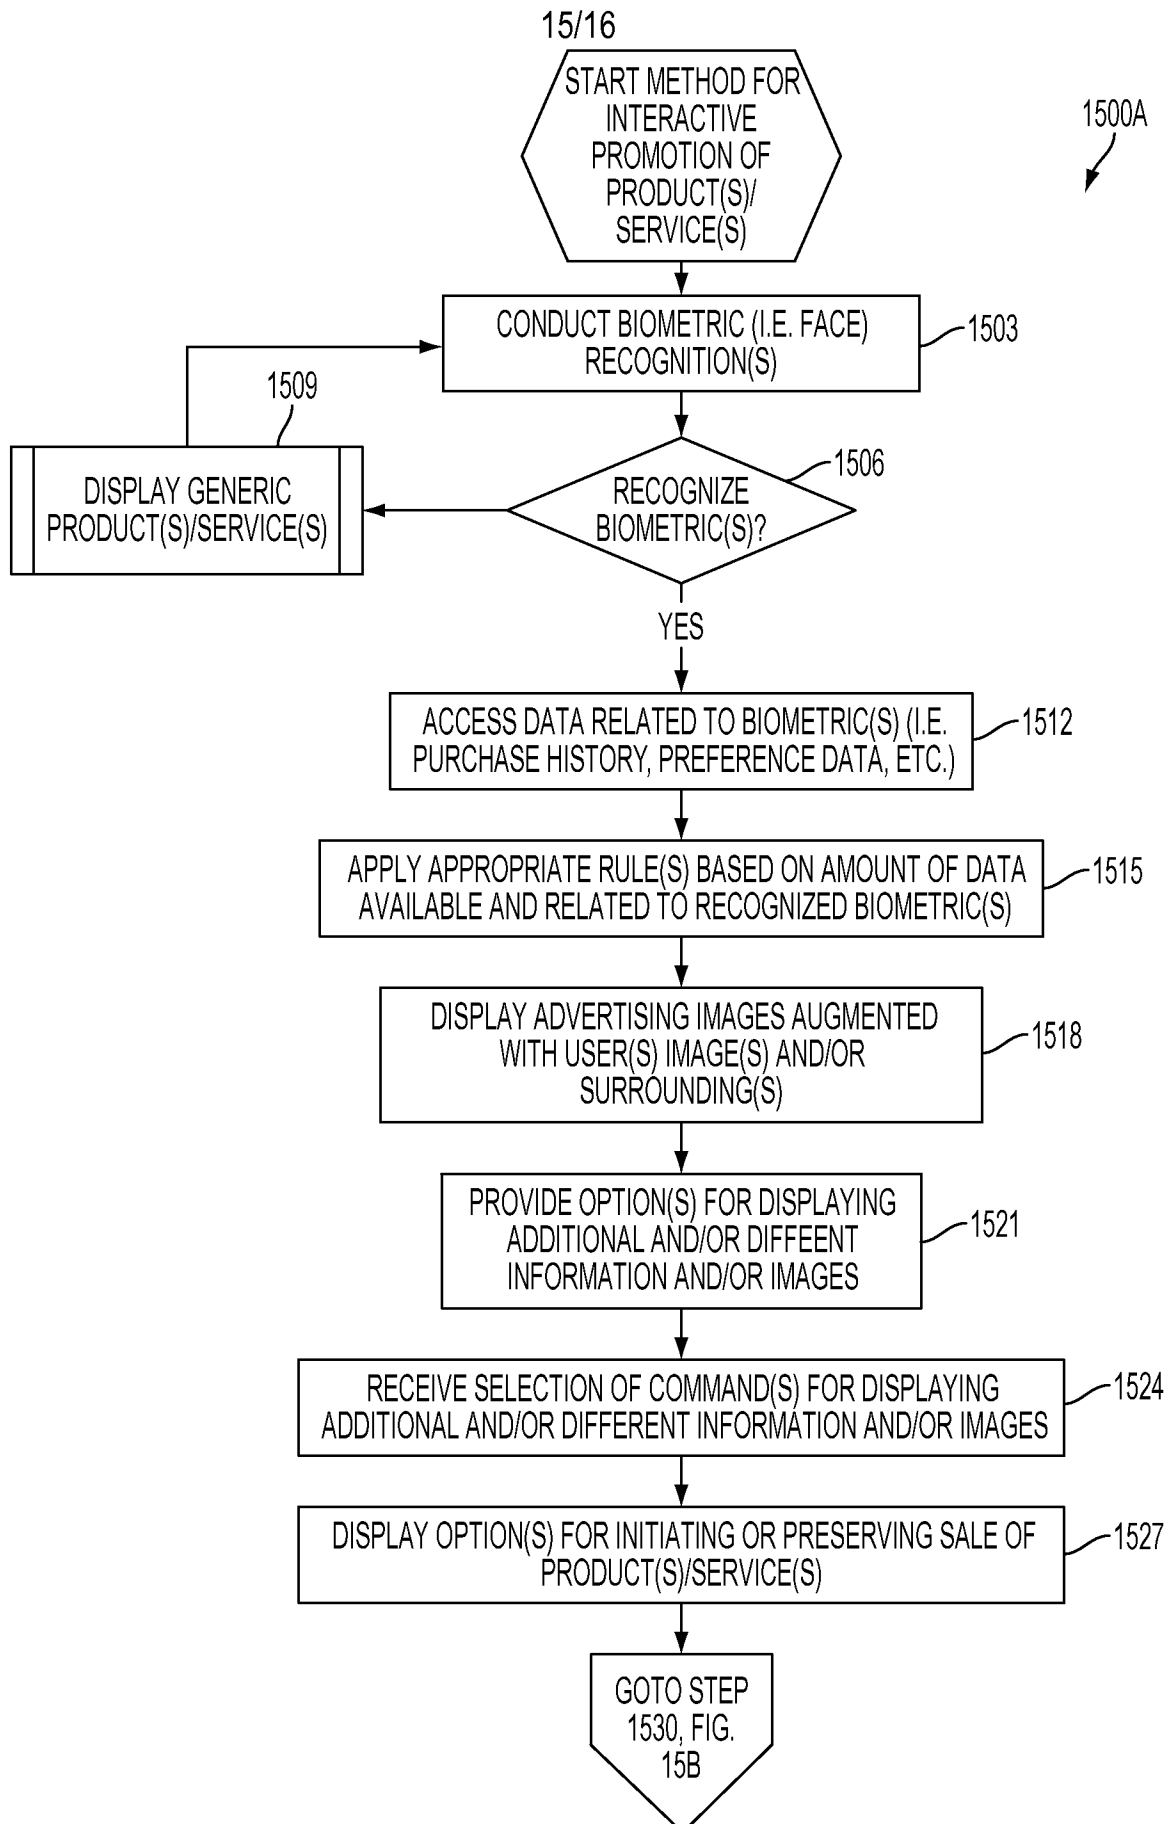 15/16
START METHOD FOR
INTERACTIVE
PROMOTION OF
PRODUCT(S)/
SERVICE(S)
1500A
CONDUCT BIOMETRIC (I.E. FACE)
RECOGNITION(S)
1503
1509
DISPLAY GENERIC
PRODUCT(S)/SERVICE(S)
RECOGNIZE
BIOMETRIC(S)?
1506
YES
ACCESS DATA RELATED TO BIOMETRIC(S) (I.E.
PURCHASE HISTORY, PREFERENCE DATA, ETC.)
1512
APPLY APPROPRIATE RULE(S) BASED ON AMOUNT OF DATA
AVAILABLE AND RELATED TO RECOGNIZED BIOMETRIC(S)
1515
DISPLAY ADVERTISING IMAGES AUGMENTED
WITH USER(S) IMAGE(S) AND/OR
SURROUNDING(S)
1518
PROVIDE OPTION(S) FOR DISPLAYING
ADDITIONAL AND/OR DIFFEENT
INFORMATION AND/OR IMAGES
1521
RECEIVE SELECTION OF COMMAND(S) FOR DISPLAYING
ADDITIONAL AND/OR DIFFERENT INFORMATION AND/OR IMAGES
1524
DISPLAY OPTION(S) FOR INITIATING OR PRESERVING SALE OF
PRODUCT(S)/SERVICE(S)
1527
GOTO STEP
1530, FIG.
15B